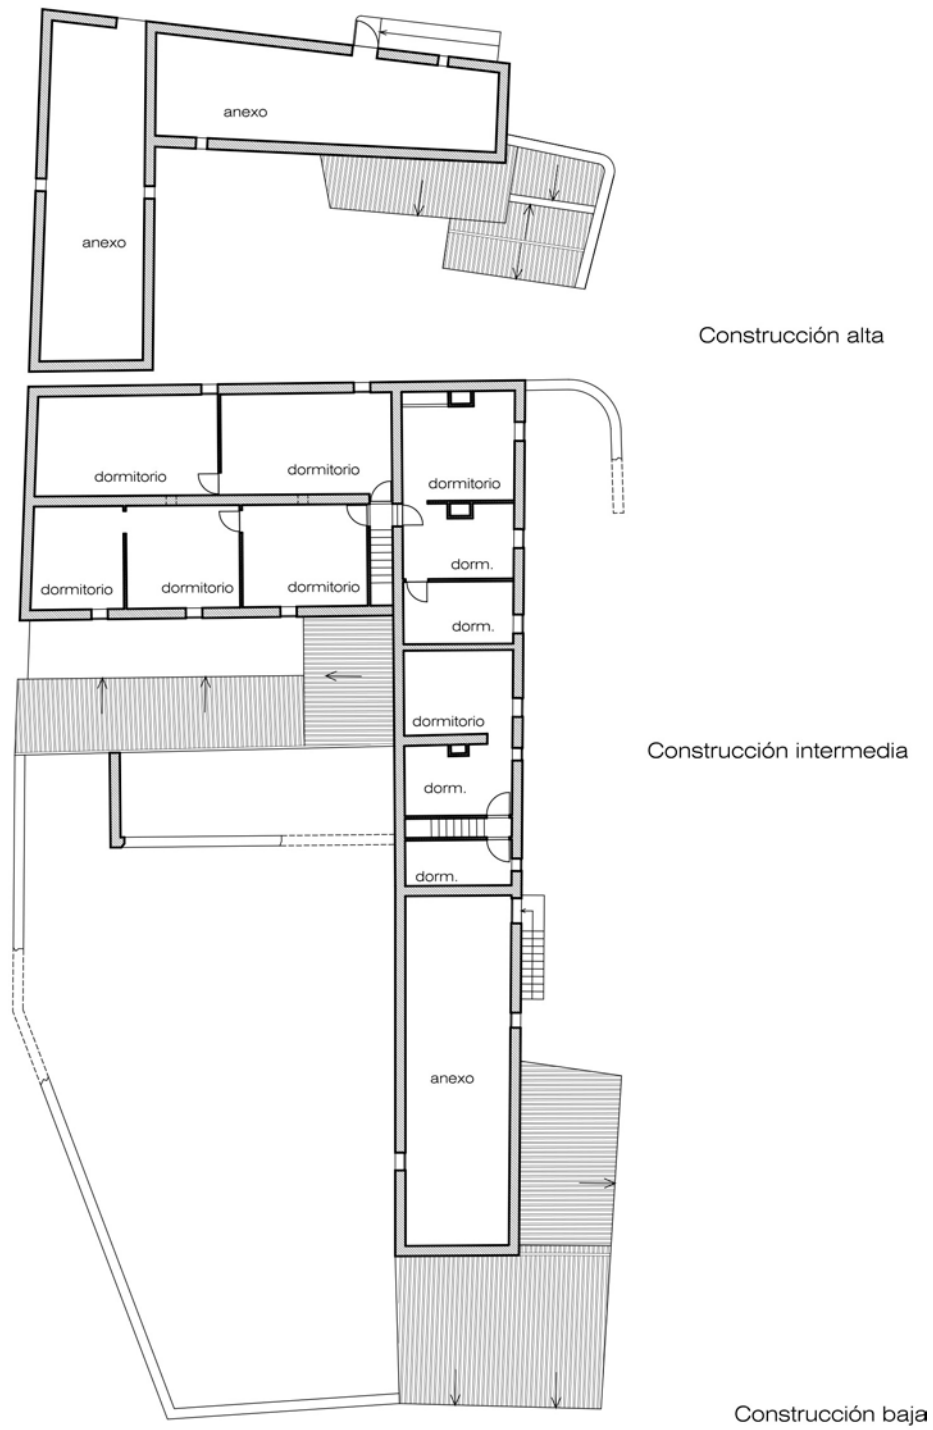 anexo
anexo
Construcción alta
dormitorio
dormitorio
dormitorio
dorm.
dormitorio
dormitorio
dormitorio
dorm.
dormitorio
Construcción intermedia
dorm.
dorm.
anexo
Construcción baja